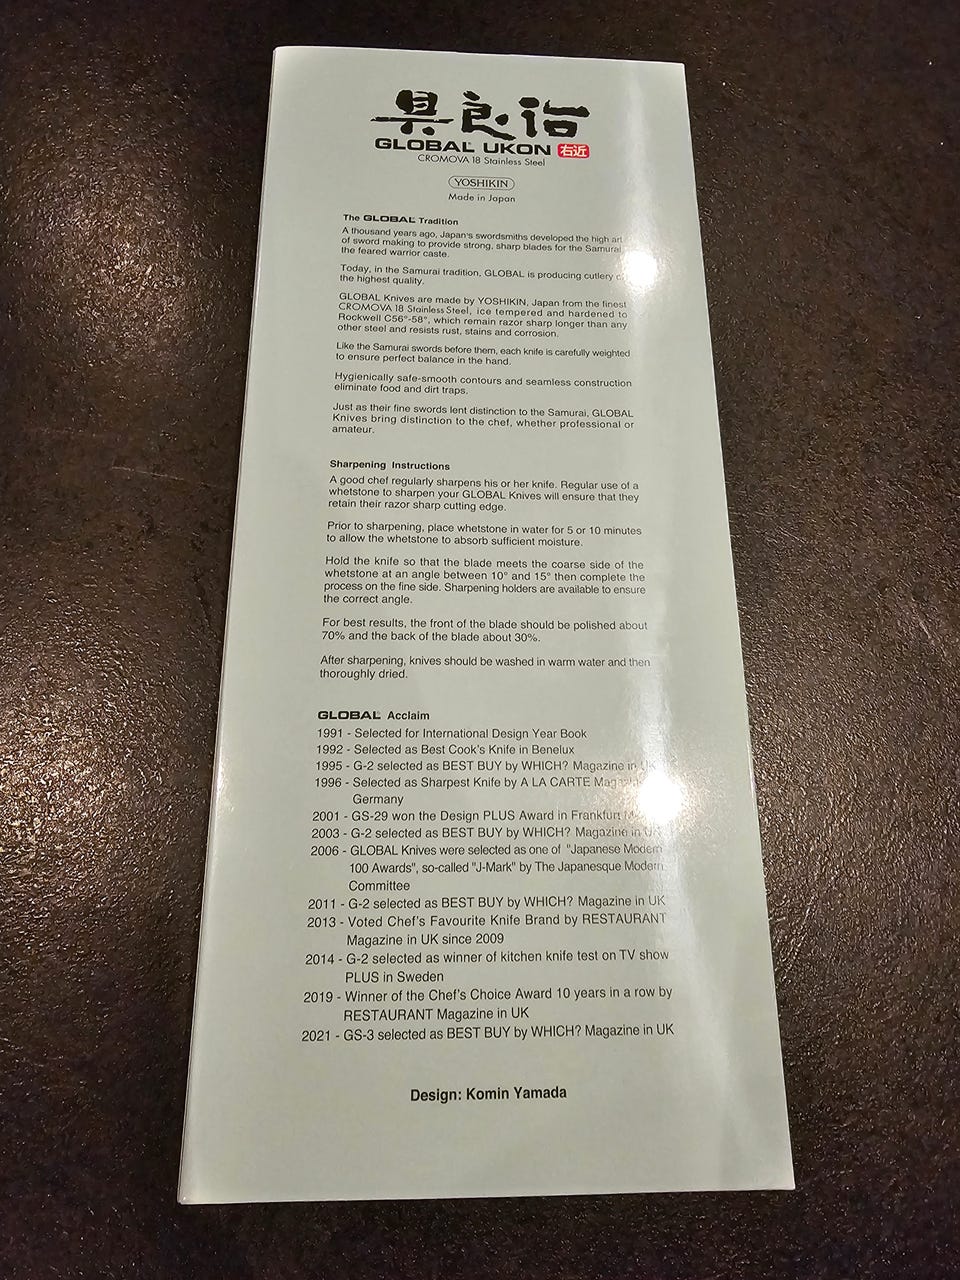 具良治
GLOBAL UKON 右近
CROMOVA 18 Stainless Steel
YOSHIKIN
Made in Japan
The GLOBAL Tradition
A thousand years ago, Japan's swordsmiths developed the high art
of sword making to provide strong, sharp blades for the Samurai
the feared warrior caste.
Today, in the Samurai tradition, GLOBAL is producing cutlery
the highest quality.
GLOBAL Knives are made by YOSHIKIN, Japan from the finest
CROMOVA 18 Stainless Steel, ice tempered and hardened to
Rockwell C56°-58°, which remain razor sharp longer than any
other steel and resists rust, stains and corrosion.
Like the Samurai swords before them, each knife is carefully weighted
to ensure perfect balance in the hand.
Hygienically safe-smooth contours and seamless construction
eliminate food and dirt traps.
Just as their fine swords lent distinction to the Samurai, GLOBAL
Knives bring distinction to the chef, whether professional or
amateur.
Sharpening Instructions
A good chef regularly sharpens his or her knife. Regular use of a
whetstone to sharpen your GLOBAL Knives will ensure that they
retain their razor sharp cutting edge.
Prior to sharpening, place whetstone in water for 5 or 10 minutes
to allow the whetstone to absorb sufficient moisture.
Hold the knife so that the blade meets the coarse side of the
whetstone at an angle between 10° and 15° then complete the
process on the fine side. Sharpening holders are available to ensure
the correct angle.
For best results, the front of the blade should be polished about
70% and the back of the blade about 30%.
After sharpening, knives should be washed in warm water and then
thoroughly dried.
GLOBAL Acclaim
1991 - Selected for International Design Year Book
1992 - Selected as Best Cook's Knife in Benelux
1995 - G-2 selected as BEST BUY by WHICH? Magazine in UK
1996 - Selected as Sharpest Knife by A LA CARTE Magazine
Germany
2001 - GS-29 won the Design PLUS Award in Frankfurt
2003 - G-2 selected as BEST BUY by WHICH? Magazine in UK
2006 - GLOBAL Knives were selected as one of "Japanese Modern
100 Awards", so-called "J-Mark" by The Japanesque Modern
Committee
2011 - G-2 selected as BEST BUY by WHICH? Magazine in UK
2013 - Voted Chef's Favourite Knife Brand by RESTAURANT
Magazine in UK since 2009
2014 - G-2 selected as winner of kitchen knife test on TV show
PLUS in Sweden
2019 - Winner of the Chef's Choice Award 10 years in a row by
RESTAURANT Magazine in UK
2021 - GS-3 selected as BEST BUY by WHICH? Magazine in UK
Design: Komin Yamada